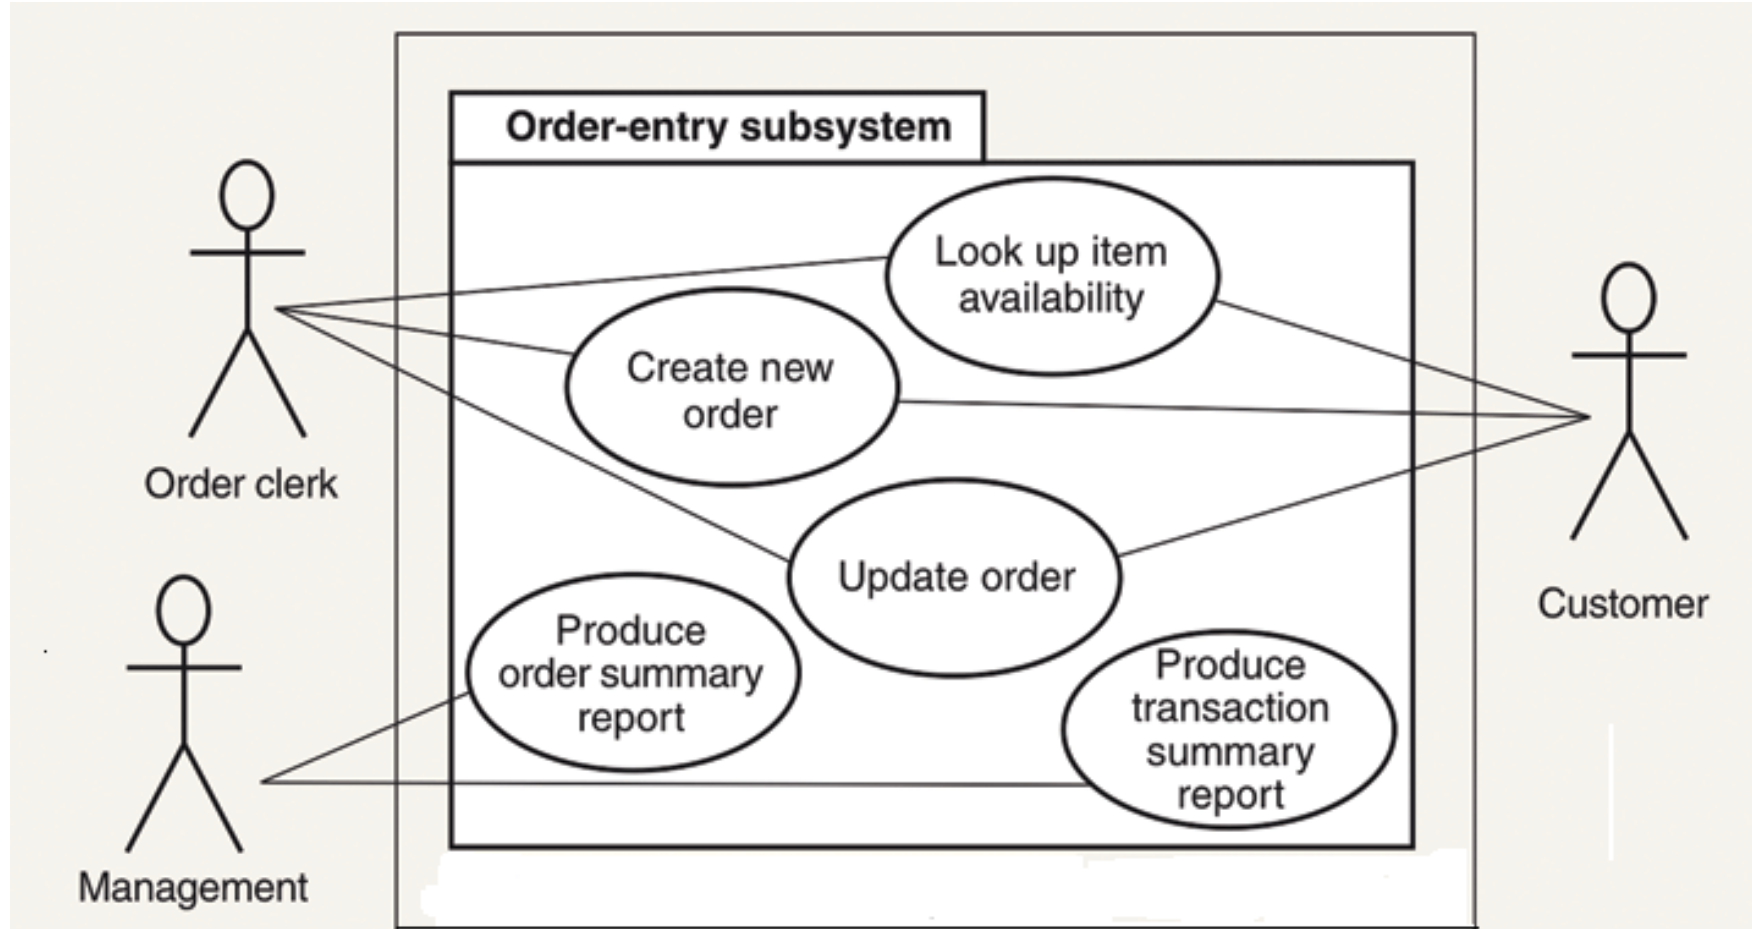 Order-entry subsystem
Look up item
availability
Create new
order
Order clerk
Update order
Customer
Produce
order summary
report
Produce
transaction
summary
report
Management